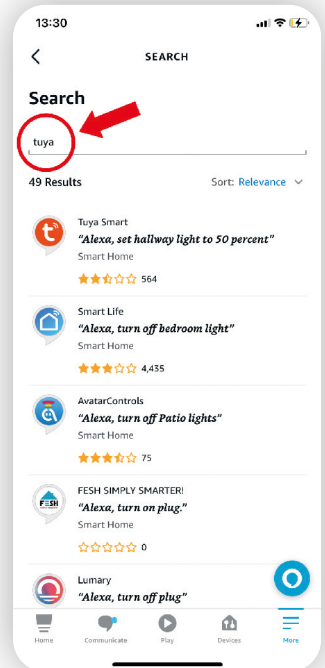 13:30
SEARCH
Search
tuya
49 Results
Sort: Relevance
Tuya Smart
“Alexa, set hallway light to 50 percent”
Smart Home
564
Smart Life
“Alexa, turn off bedroom light”
Smart Home
4,435
AvatarControls
“Alexa, turn off Patio lights”
Smart Home
75
FESH
FESH SIMPLY SMARTER!
“Alexa, turn on plug.”
Smart Home
0
Lumary
“Alexa, turn off plug”
Home
Communicate
Play
Devices
More